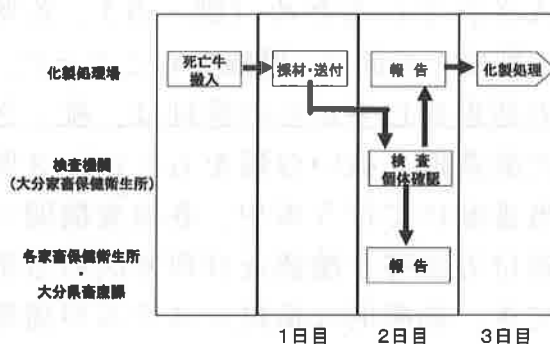 化製処理場
死亡牛
搬入
採材・送付
報告
化製処理
検査機関
(大分家畜保健衛生所)
検査
個体確認
各家畜保健衛生所
・
大分県畜産課
報告
1日目
2日目
3日目